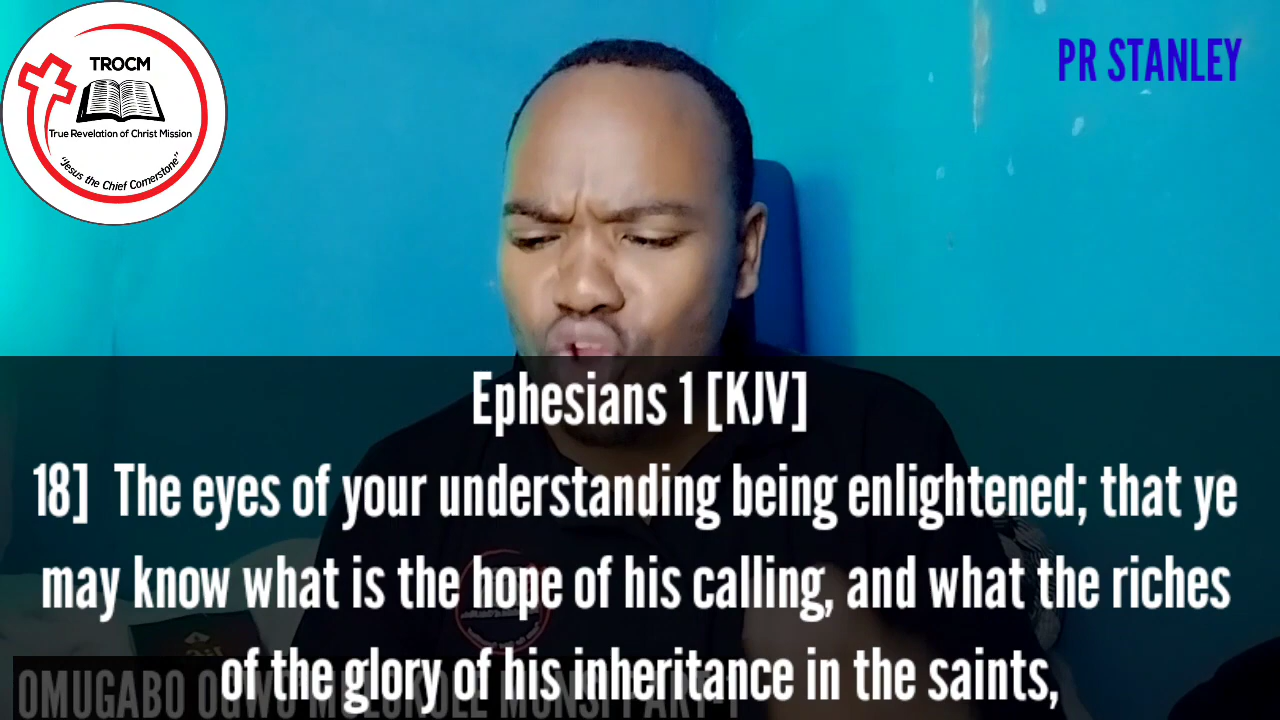 TROCM
True Revelation of Christ Mission
"Jesus the Chief Cornerstone"
PR STANLEY
Ephesians 1 [KJV]
18] The eyes of your understanding being enlightened; that ye
may know what is the hope of his calling, and what the riches
of the glory of his inheritance in the saints,
OMUGABO